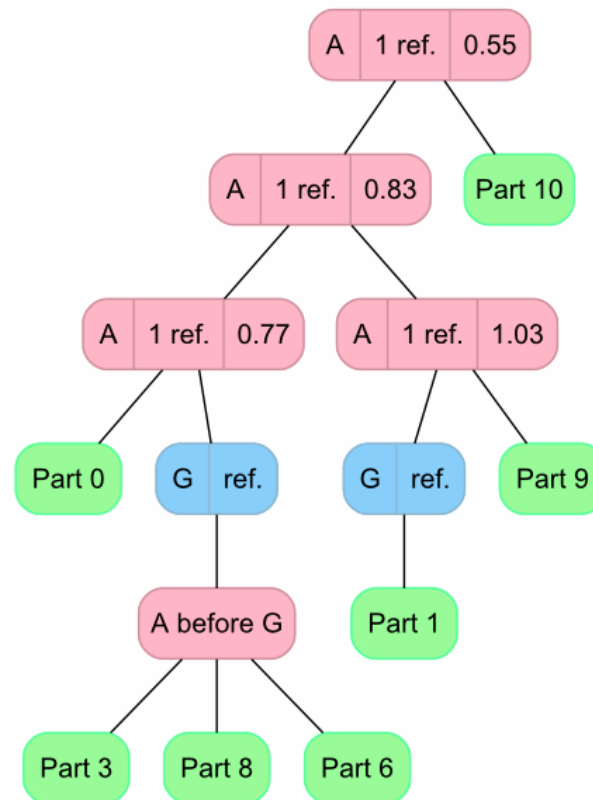 A 1 ref. 0.55
A 1 ref. 0.83 Part 10
A 1 ref. 0.77 A 1 ref. 1.03
Part 0 G ref. G ref. Part 9
A before G Part 1
Part 3 Part 8 Part 6